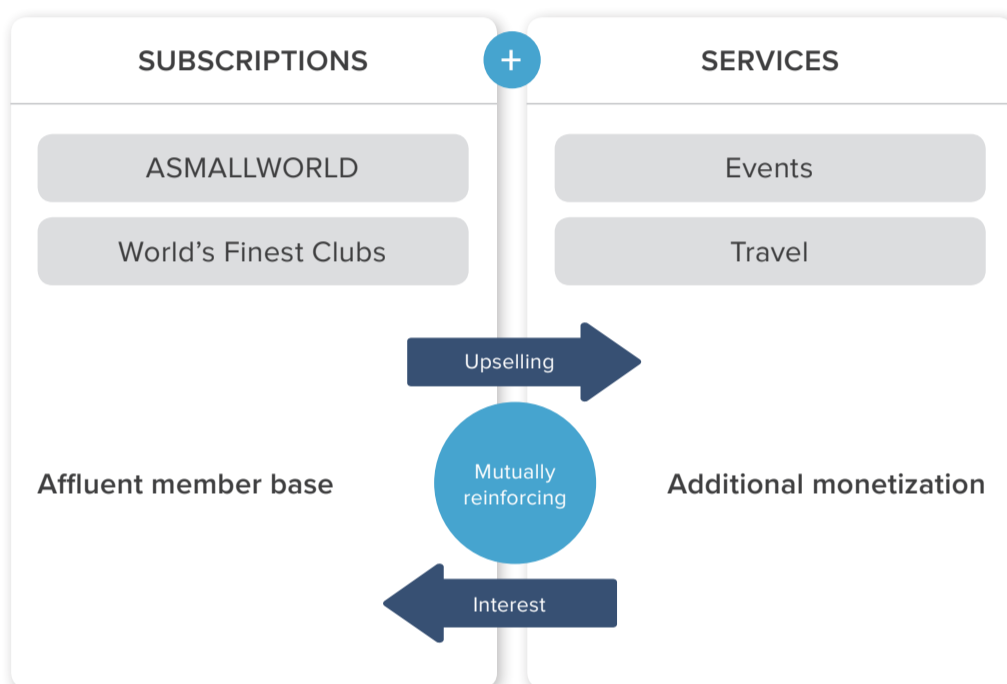 SUBSCRIPTIONS
+
SERVICES
ASMALLWORLD
Events
World’s Finest Clubs
Travel
Upselling
Affluent member base
Mutually
reinforcing
Additional monetization
Interest